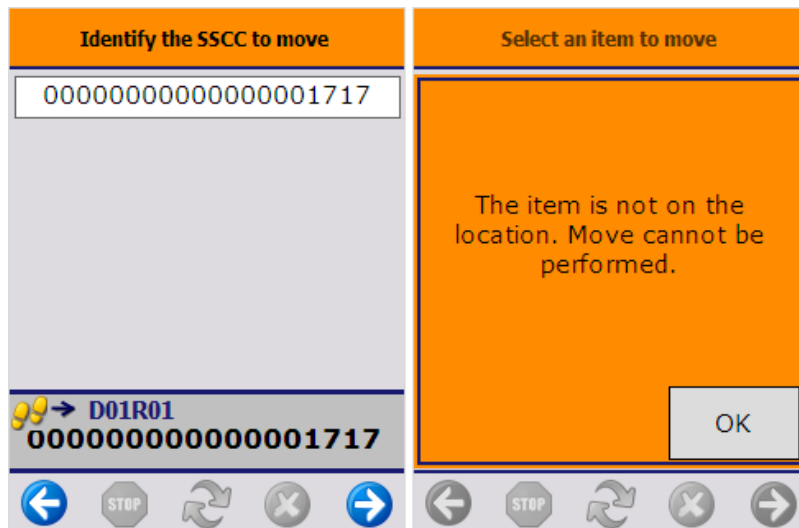 Identify the SSCC to move
00000000000000001717
D01R01
000000000000001717
STOP
Select an item to move
The item is not on the
location. Move cannot be
performed.
OK
STOP